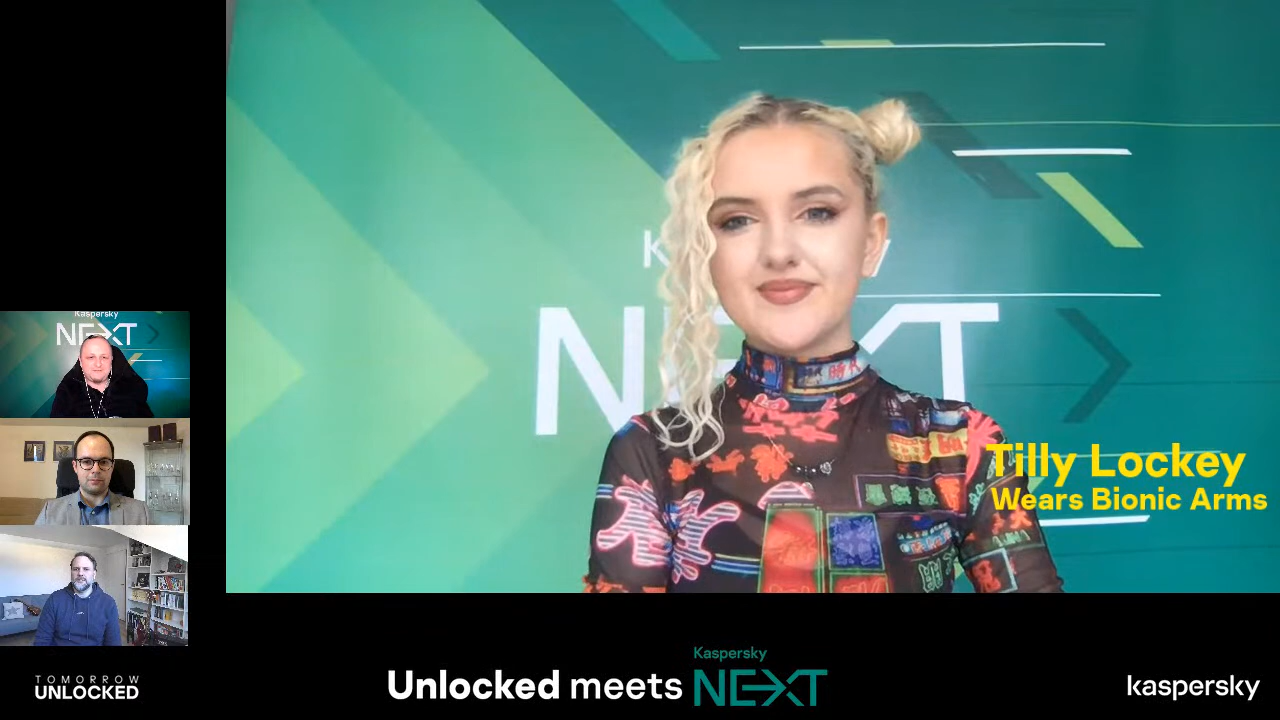 Kaspersky
NEXT
Tilly Lockey
Wears Bionic Arms
TOMORROW
UNLOCKED
Unlocked meets
Kaspersky
NEXT
kaspersky